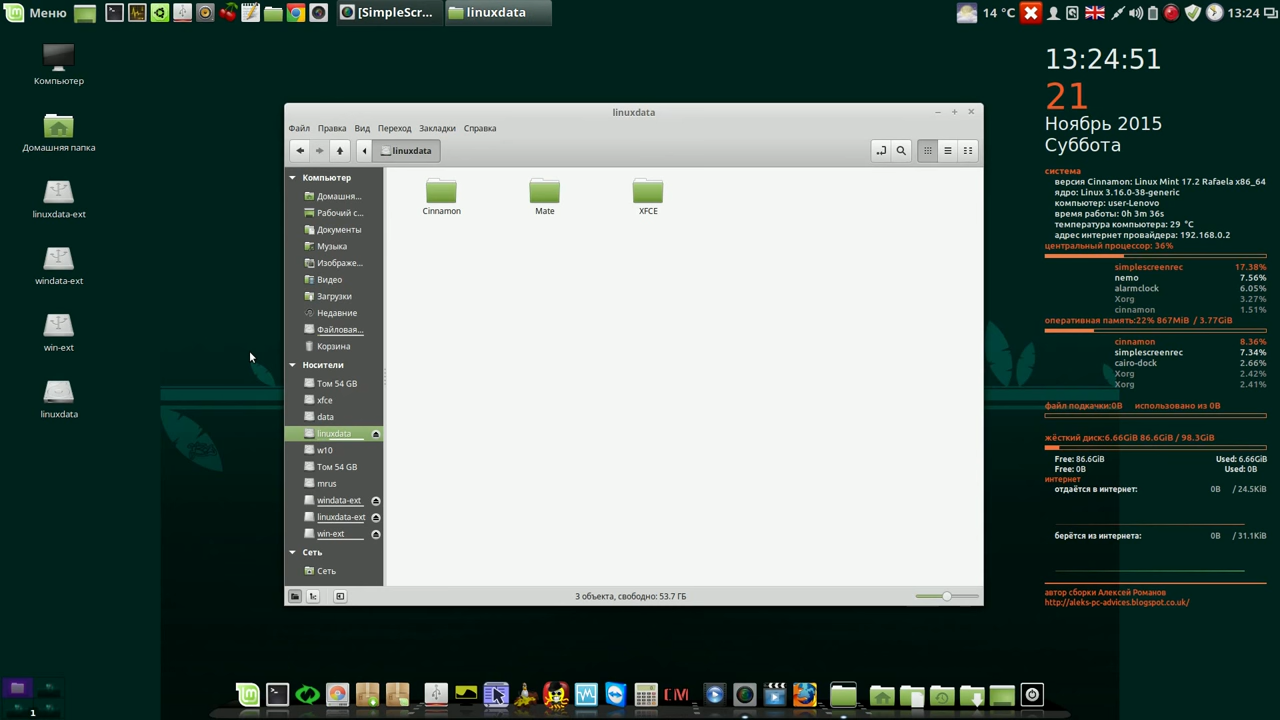 Меню
[SimpleScr...
linuxdata
14 °C
13:24
Компьютер
Домашняя папка
linuxdata-ext
windata-ext
win-ext
linuxdata
linuxdata
Файл Правка Вид Переход Закладки Справка
linuxdata
Компьютер
Домашня...
Рабочий с...
Документы
Музыка
Изображе...
Видео
Загрузки
Недавние
Файловая...
Корзина
Носители
Том 54 GB
xfce
data
linuxdata
w10
Том 54 GB
mrus
windata-ext
linuxdata-ext
win-ext
Сеть
Сеть
Cinnamon Mate XFCE
3 объекта, свободно: 53.7 ГБ
13:24:51
21
Ноябрь 2015
Суббота
система
версия Cinnamon: Linux Mint 17.2 Rafaela x86_64
ядро: Linux 3.16.0-38-generic
компьютер: user-Lenovo
время работы: 0h 3m 36s
температура компьютера: 29 °C
адрес интернет провайдера: 192.168.0.2
центральный процессор: 36%
simplescreenrec 17.38%
nemo 7.56%
alarmclock 6.05%
Xorg 3.27%
cinnamon 1.51%
оперативная память:22% 867MiB / 3.77GiB
cinnamon 8.36%
simplescreenrec 7.34%
cairo-dock 2.66%
Xorg 2.42%
Xorg 2.41%
файл подкачки:0B использовано из 0B
жёсткий диск:6.66GiB 86.6GiB / 98.3GiB
Free: 86.6GiB Used: 6.66GiB
Free: 0B Used: 0B
интернет
отдаётся в интернет: 0B / 24.5KiB
берётся из интернета: 0B / 31.1KiB
автор сборки Алексей Романов
http://aleks-pc-advices.blogspot.co.uk/
1